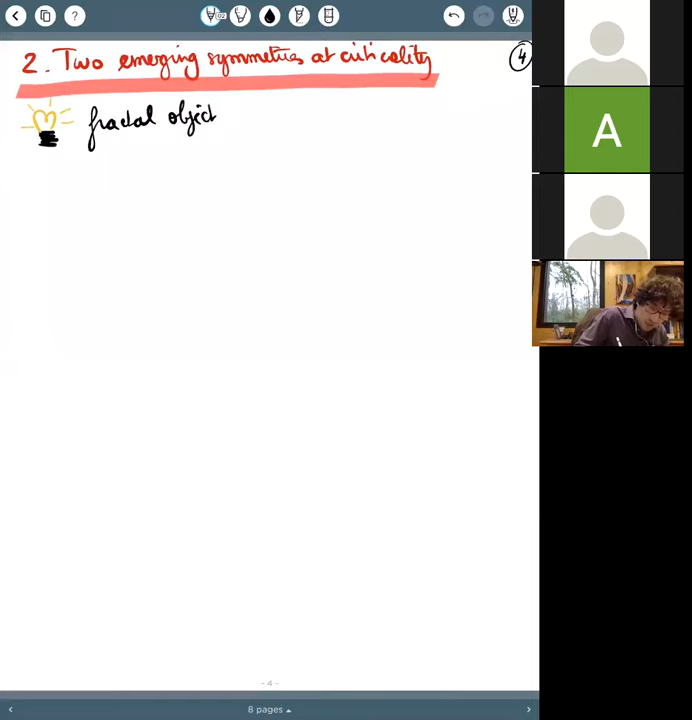 2. Two emerging symmetries at criticality
4
fractal object
A
- 4 -
8 pages